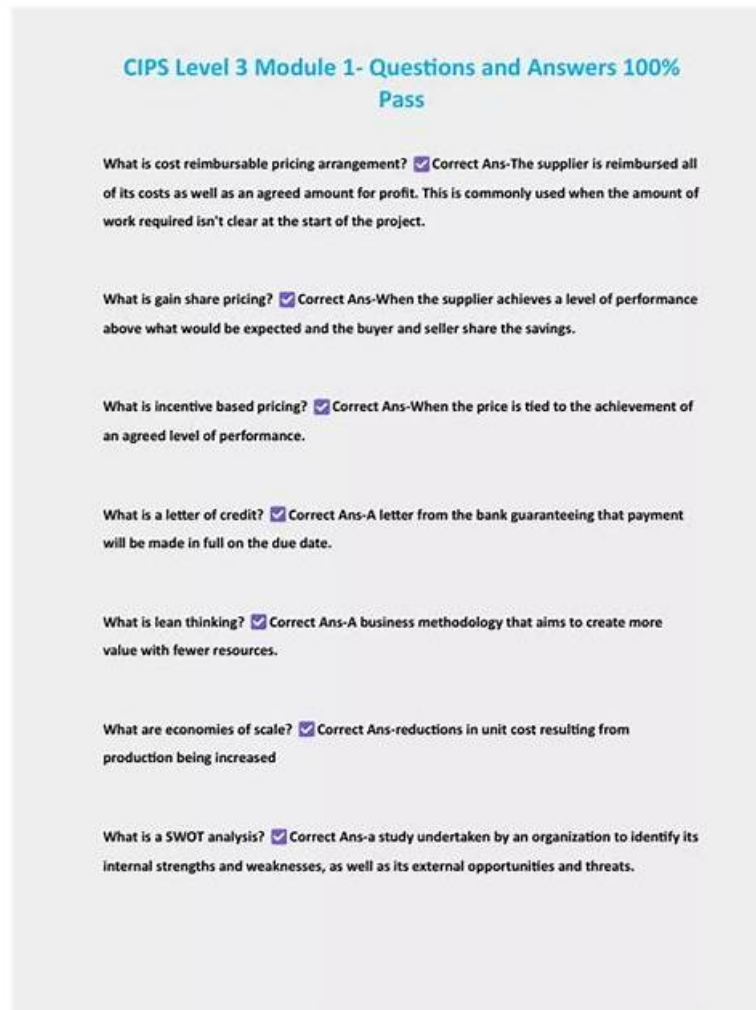 CIPS Level 3 Module 1- Questions and Answers 100%
Pass
What is cost reimbursable pricing arrangement? ☑Correct Ans-The supplier is reimbursed all
of its costs as well as an agreed amount for profit. This is commonly used when the amount of
work required isn't clear at the start of the project.
What is gain share pricing? ☑Correct Ans-When the supplier achieves a level of performance
above what would be expected and the buyer and seller share the savings.
What is incentive based pricing? ☑Correct Ans-When the price is tied to the achievement of
an agreed level of performance.
What is a letter of credit? ☑Correct Ans-A letter from the bank guaranteeing that payment
will be made in full on the due date.
What is lean thinking? ☑Correct Ans-A business methodology that aims to create more
value with fewer resources.
What are economies of scale? ☑Correct Ans-reductions in unit cost resulting from
production being increased
What is a SWOT analysis? ☑Correct Ans-a study undertaken by an organization to identify its
internal strengths and weaknesses, as well as its external opportunities and threats.